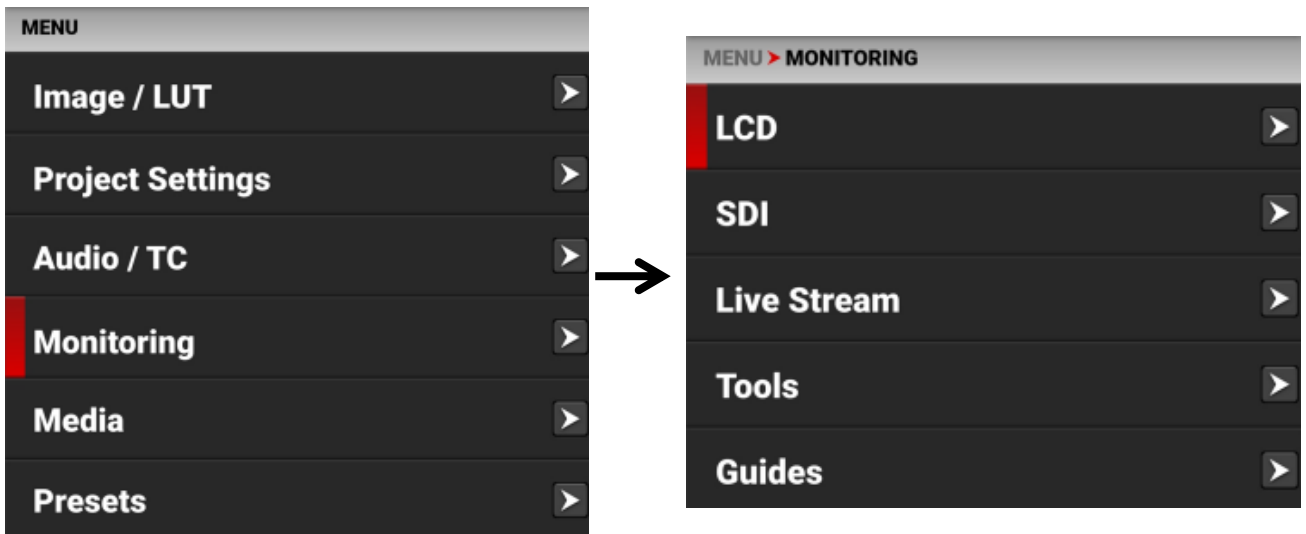 MENU
Image / LUT
Project Settings
Audio / TC
Monitoring
Media
Presets
MENU > MONITORING
LCD
SDI
Live Stream
Tools
Guides